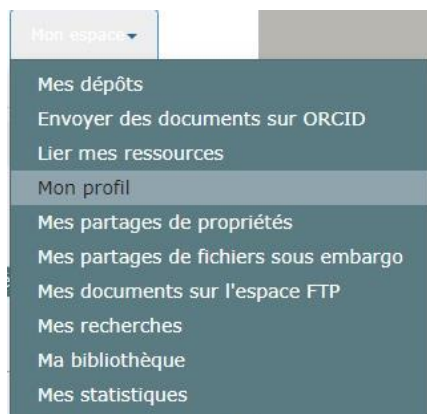 Mon espace
Mes dépôts
Envoyer des documents sur ORCID
Lier mes ressources
Mon profil
Mes partages de propriétés
Mes partages de fichiers sous embargo
Mes documents sur l'espace FTP
Mes recherches
Ma bibliothèque
Mes statistiques